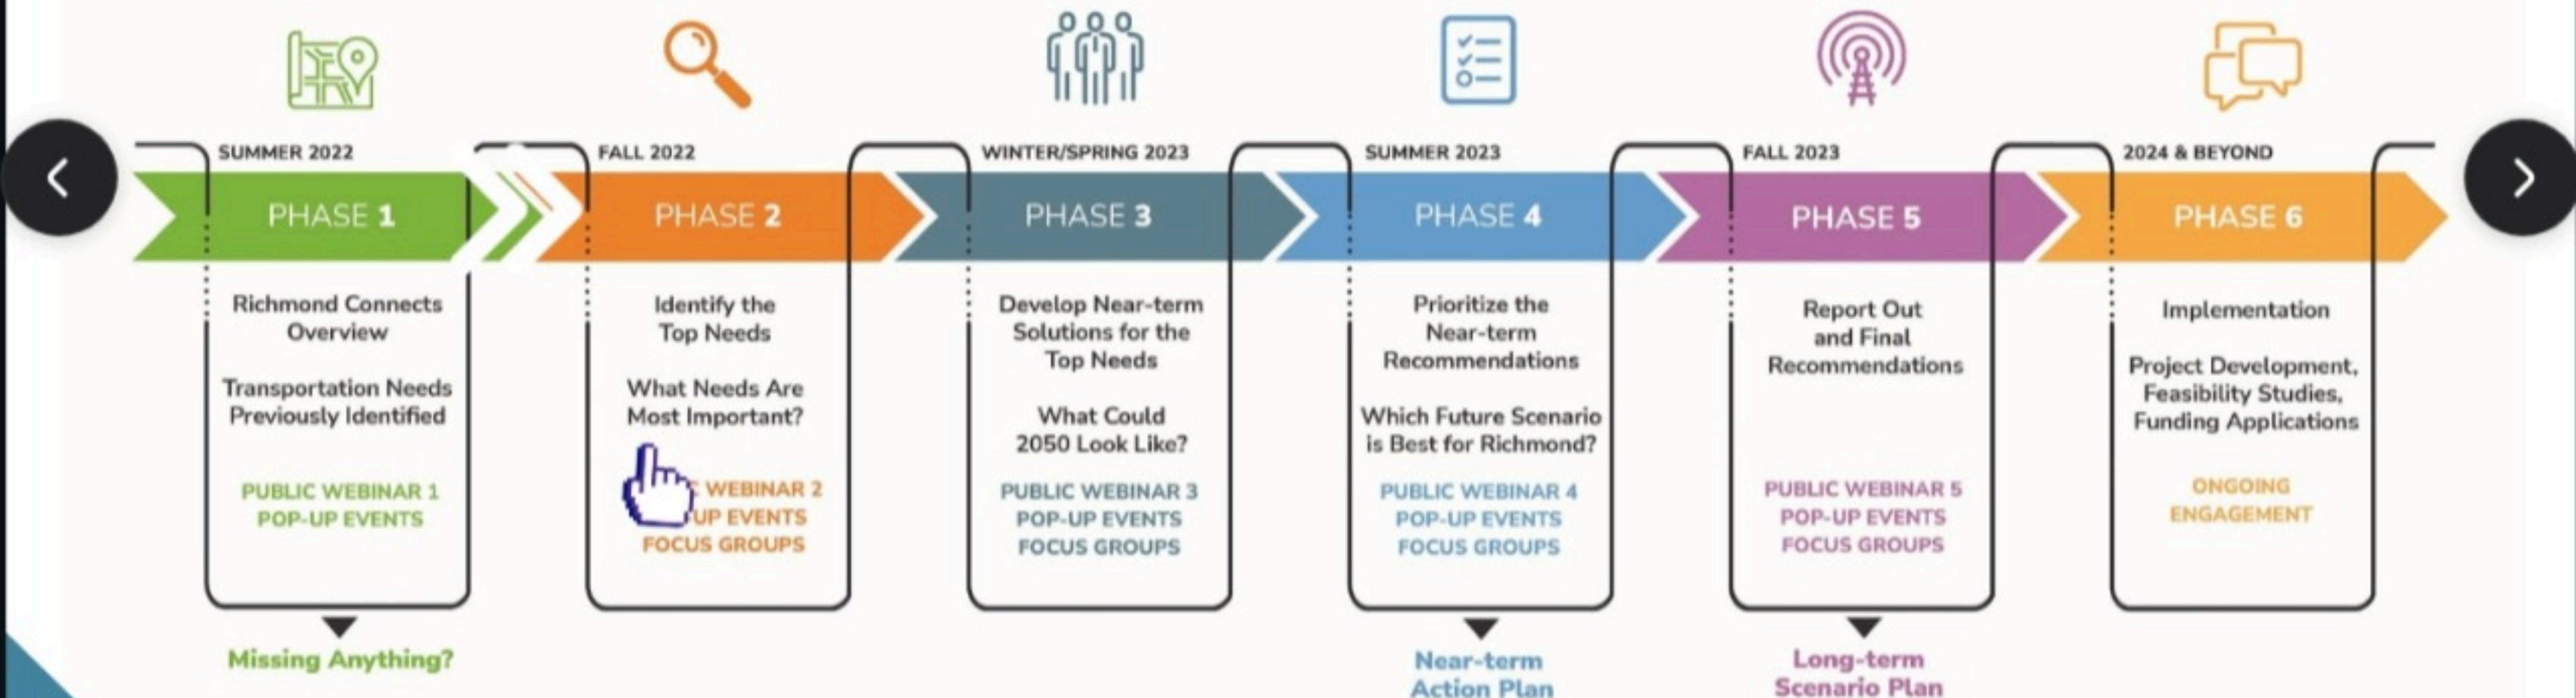 SUMMER 2022
PHASE 1
Richmond Connects
Overview
Transportation Needs
Previously Identified
PUBLIC WEBINAR 1
POP-UP EVENTS
Missing Anything?
FALL 2022
PHASE 2
Identify the
Top Needs
What Needs Are
Most Important?
WEBINAR 2
UP EVENTS
FOCUS GROUPS
WINTER/SPRING 2023
PHASE 3
Develop Near-term
Solutions for the
Top Needs
What Could
2050 Look Like?
PUBLIC WEBINAR 3
POP-UP EVENTS
FOCUS GROUPS
SUMMER 2023
PHASE 4
Prioritize the
Near-term
Recommendations
Which Future Scenario
is Best for Richmond?
PUBLIC WEBINAR 4
POP-UP EVENTS
FOCUS GROUPS
Near-term
Action Plan
FALL 2023
PHASE 5
Report Out
and Final
Recommendations
PUBLIC WEBINAR 5
POP-UP EVENTS
FOCUS GROUPS
Long-term
Scenario Plan
2024 & BEYOND
PHASE 6
Implementation
Project Development,
Feasibility Studies,
Funding Applications
ONGOING
ENGAGEMENT